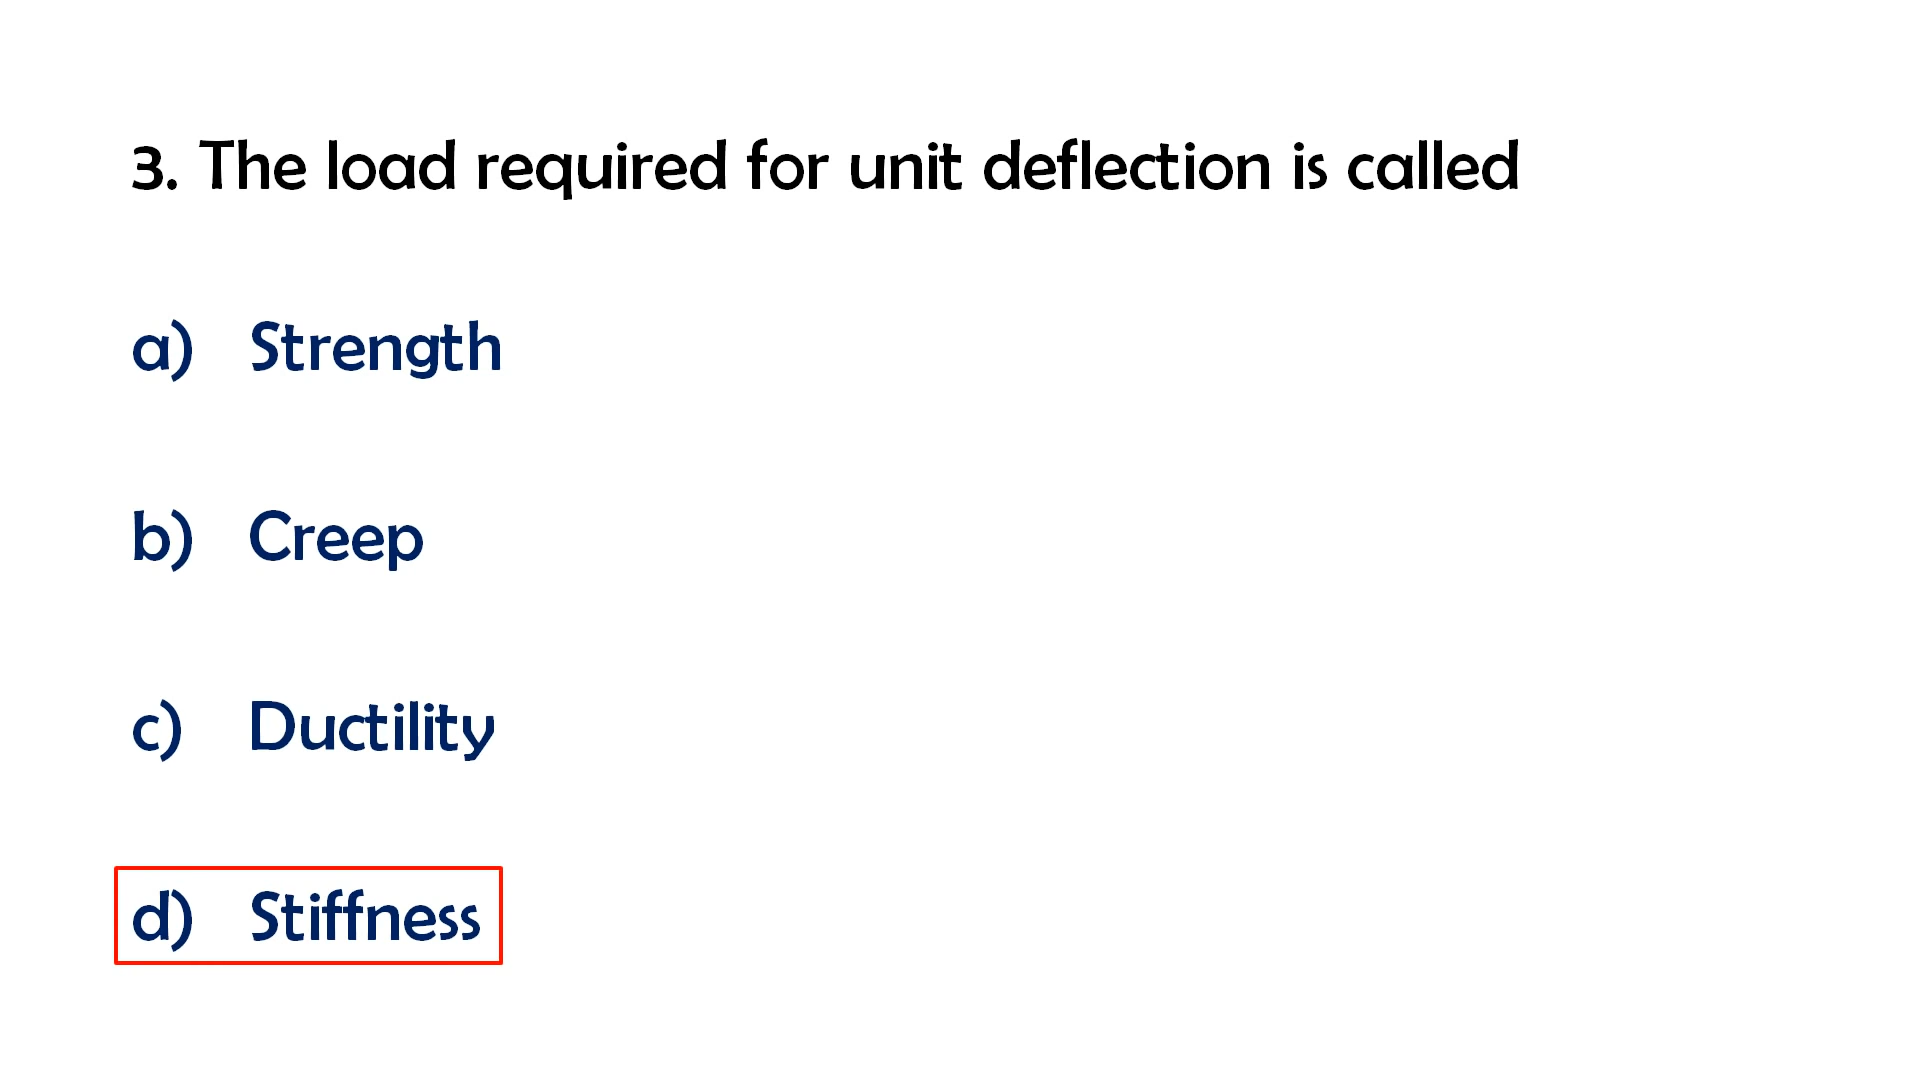 3. The load required for unit deflection is called
a) Strength
b) Creep
c) Ductility
d) Stiffness